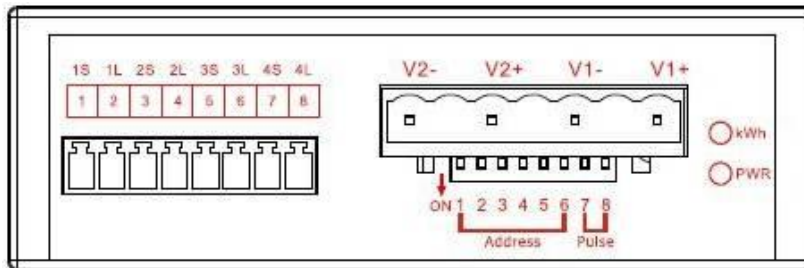 1S 1L 2S 2L 3S 3L 4S 4L
1 2 3 4 5 6 7 8
V2- V2+ V1- V1+
kWh
PWR
ON 1 2 3 4 5 6 7 8
Address Pulse